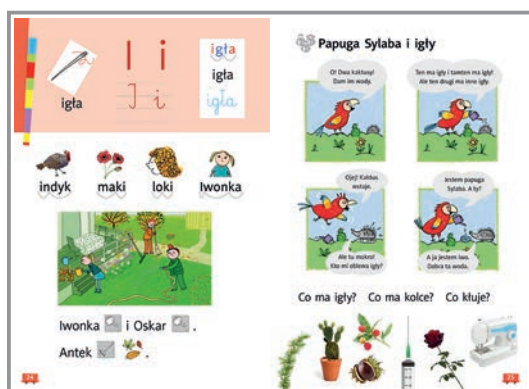 igła
I i
I i
igła
igła
igła
indyk maki loki Iwonka
Iwonka i Oskar .
Antek .
24
Papuga Sylaba i igły
O! Dwa kaktusy!
Dam im wody.
Ten ma igły i tamten ma igły!
Ale ten drugi ma inne igły.
Ojej! Kaktus
wstaje.
Ale tu mokro!
Kto mi oblewa igły?
Jestem papuga
Sylaba. A ty?
A ja jestem Iwa.
Dobra ta woda.
Co ma igły? Co ma kolce? Co kłuje?
25